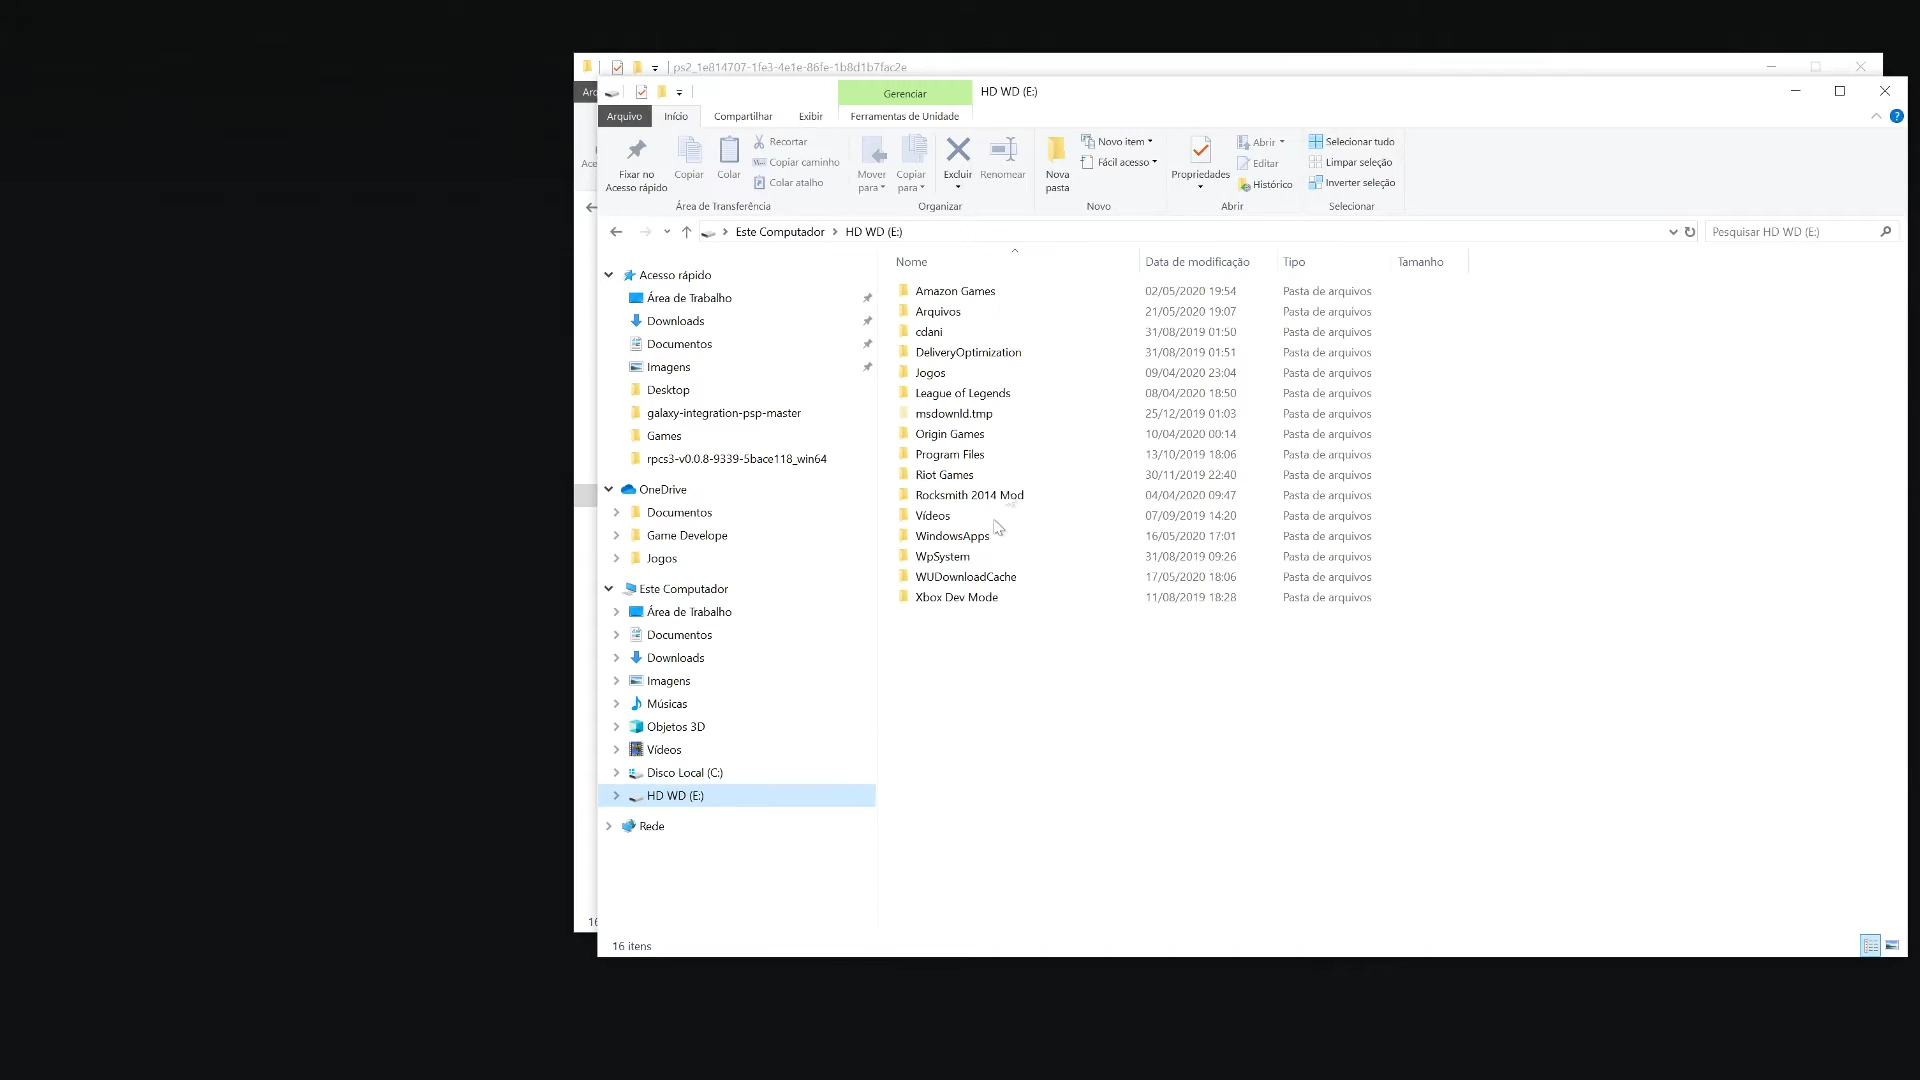 ps2_1e814707-1fe3-4e1e-86fe-1b8d1b7fac2e
Gerenciar
HD WD (E:)
Arquivo
Início
Compartilhar
Exibir
Ferramentas de Unidade
Fixar no
Acesso rápido
Copiar
Colar
Recortar
Copiar caminho
Colar atalho
Área de Transferência
Mover
para
Copiar
para
Excluir
Renomear
Organizar
Nova
pasta
Novo item
Fácil acesso
Novo
Propriedades
Abrir
Editar
Histórico
Abrir
Selecionar tudo
Limpar seleção
Inverter seleção
Selecionar
Este Computador > HD WD (E:)
Pesquisar HD WD (E:)
Acesso rápido
Área de Trabalho
Downloads
Documentos
Imagens
Desktop
galaxy-integration-psp-master
Games
rpcs3-v0.0.8-9339-5bace118_win64
OneDrive
Documentos
Game Develope
Jogos
Este Computador
Área de Trabalho
Documentos
Downloads
Imagens
Músicas
Objetos 3D
Vídeos
Disco Local (C:)
HD WD (E:)
Rede
Nome Data de modificação Tipo Tamanho
Amazon Games 02/05/2020 19:54 Pasta de arquivos
Arquivos 21/05/2020 19:07 Pasta de arquivos
cdani 31/08/2019 01:50 Pasta de arquivos
DeliveryOptimization 31/08/2019 01:51 Pasta de arquivos
Jogos 09/04/2020 23:04 Pasta de arquivos
League of Legends 08/04/2020 18:50 Pasta de arquivos
msdownld.tmp 25/12/2019 01:03 Pasta de arquivos
Origin Games 10/04/2020 00:14 Pasta de arquivos
Program Files 13/10/2019 18:06 Pasta de arquivos
Riot Games 30/11/2019 22:40 Pasta de arquivos
Rocksmith 2014 Mod 04/04/2020 09:47 Pasta de arquivos
Vídeos 07/09/2019 14:20 Pasta de arquivos
WindowsApps 16/05/2020 17:01 Pasta de arquivos
WpSystem 31/08/2019 09:26 Pasta de arquivos
WUDownloadCache 17/05/2020 18:06 Pasta de arquivos
Xbox Dev Mode 11/08/2019 18:28 Pasta de arquivos
16 itens